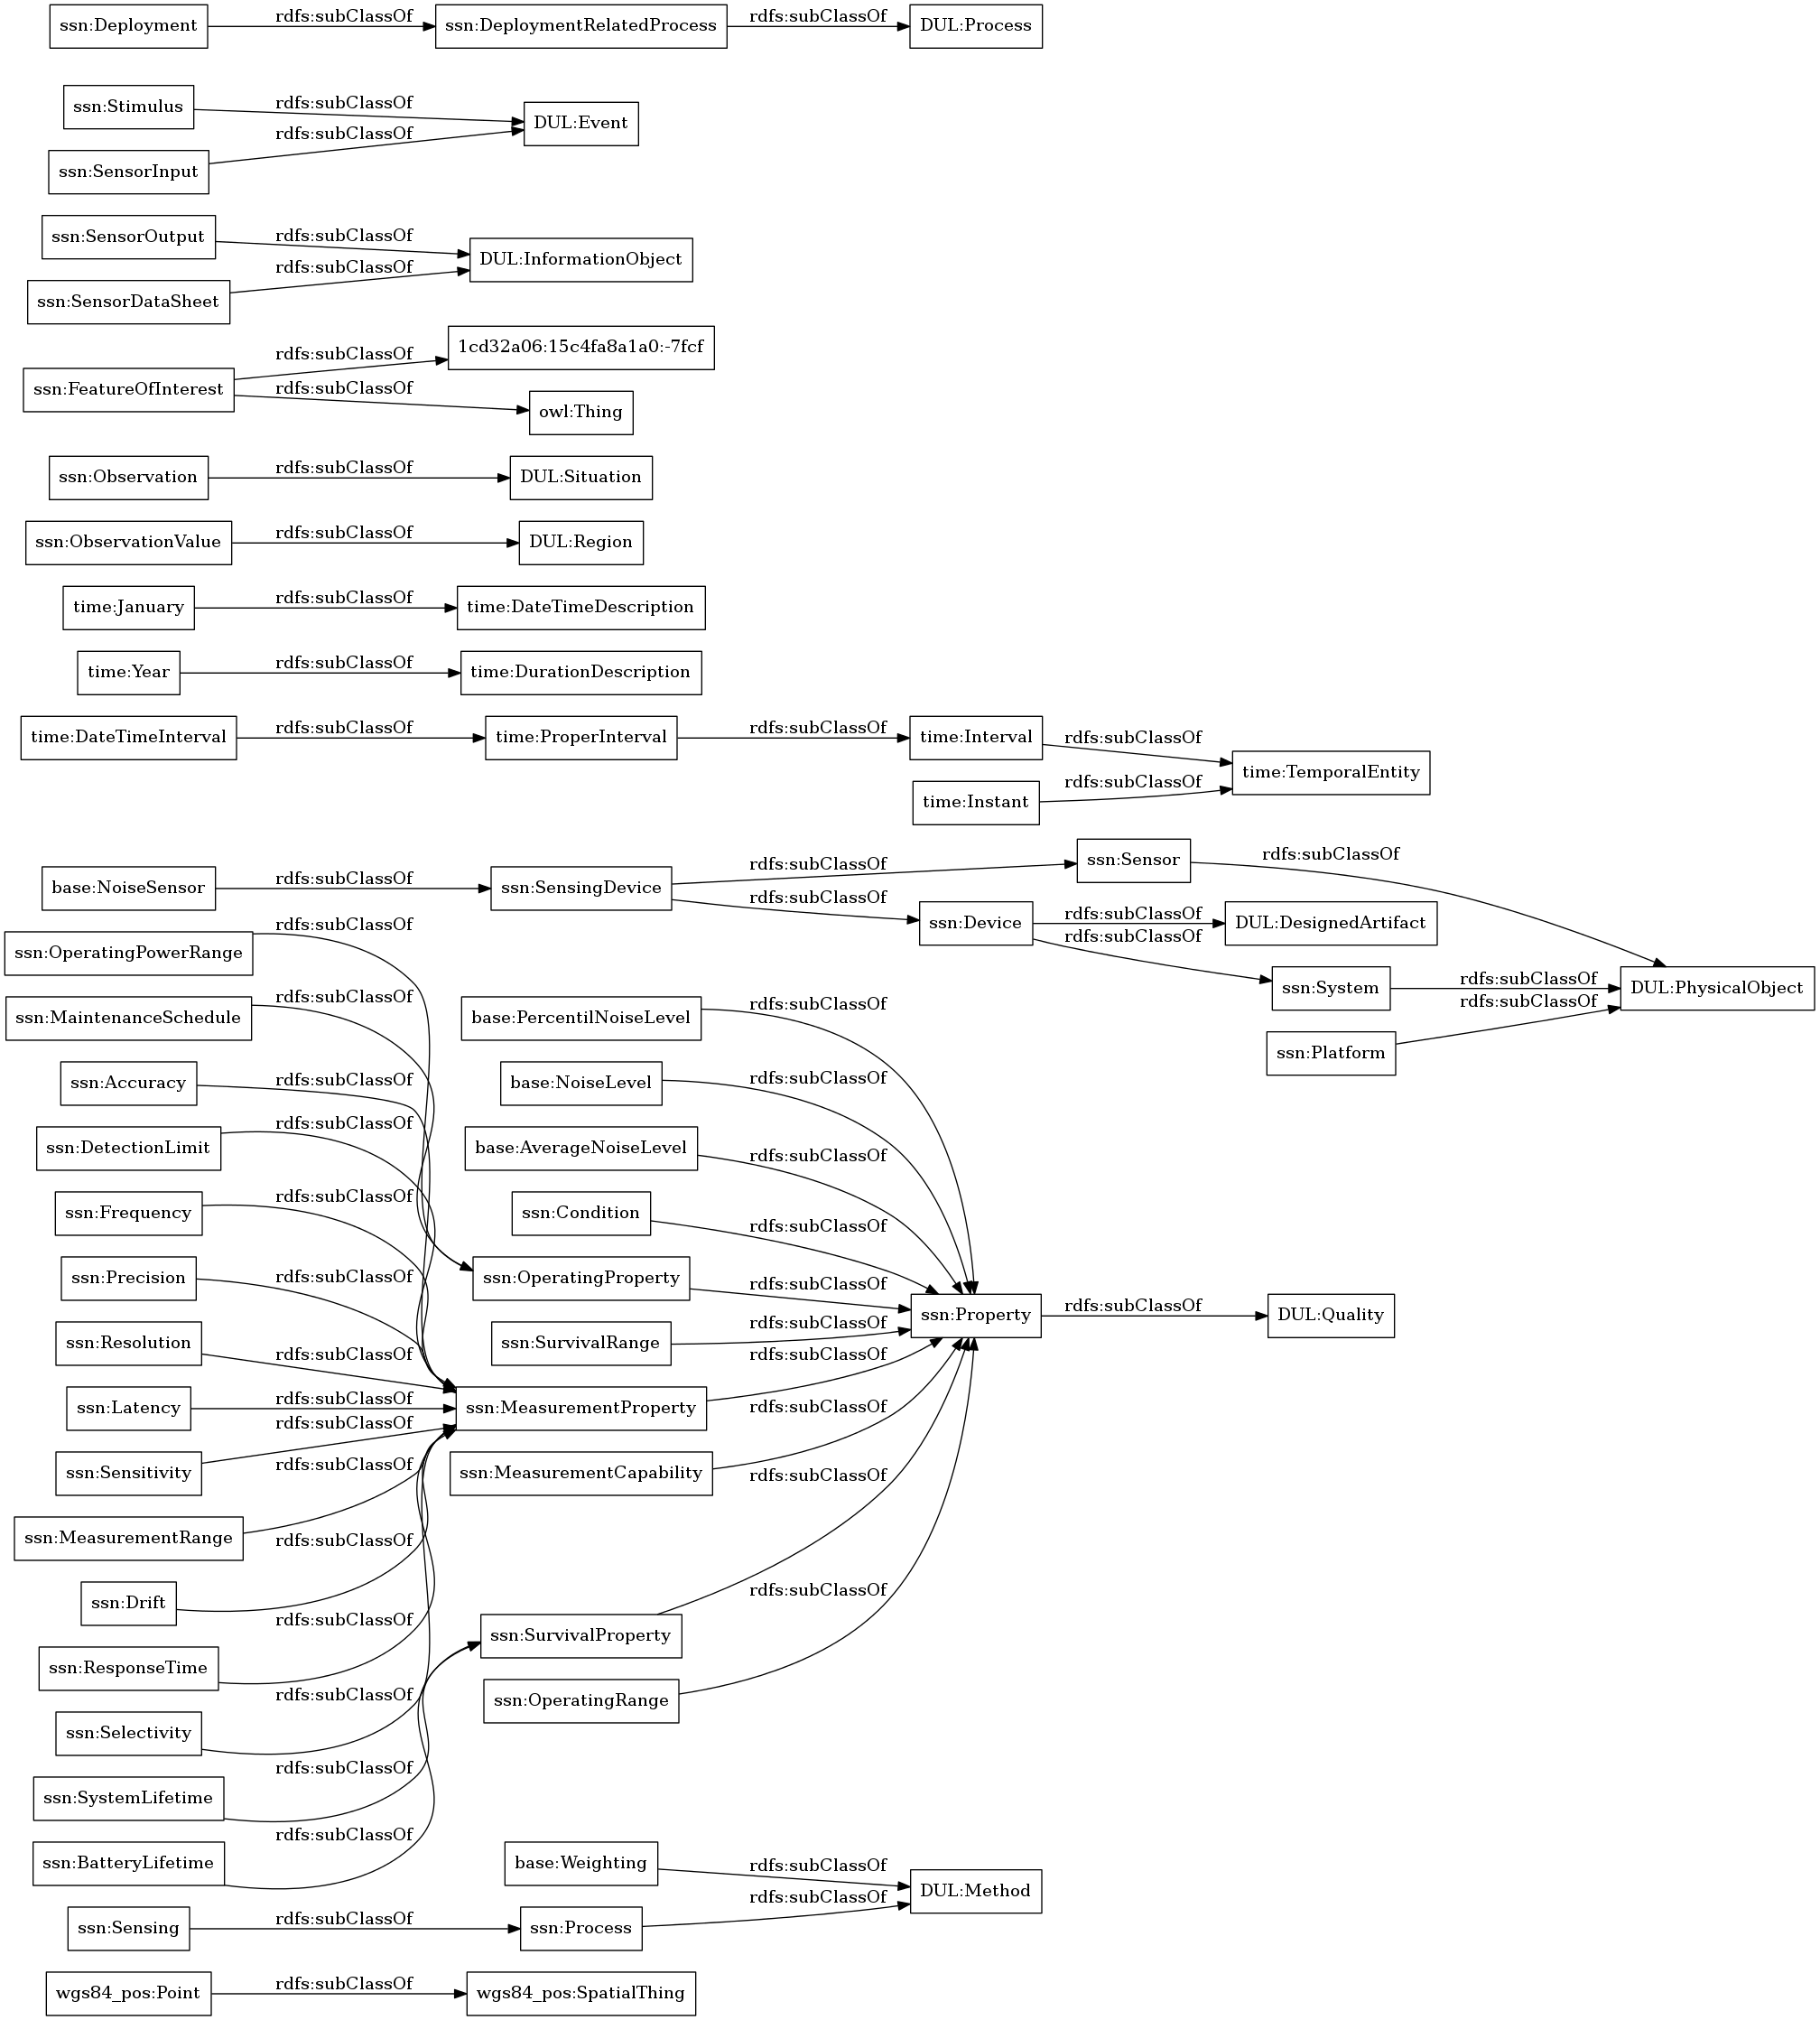 ssn:Deployment rdfs:subClassOf ssn:DeploymentRelatedProcess rdfs:subClassOf DUL:Process
ssn:Stimulus rdfs:subClassOf
DUL:Event
rdfs:subClassOf
ssn:SensorInput
ssn:SensorOutput rdfs:subClassOf
DUL:InformationObject
rdfs:subClassOf
ssn:SensorDataSheet
1cd32a06:15c4fa8a1a0:-7fcf
rdfs:subClassOf
ssn:FeatureOfInterest rdfs:subClassOf
owl:Thing
ssn:Observation rdfs:subClassOf DUL:Situation
ssn:ObservationValue rdfs:subClassOf DUL:Region
time:January rdfs:subClassOf time:DateTimeDescription
time:Year rdfs:subClassOf time:DurationDescription
time:DateTimeInterval rdfs:subClassOf time:ProperInterval rdfs:subClassOf time:Interval rdfs:subClassOf
time:TemporalEntity
rdfs:subClassOf
time:Instant
ssn:Sensor rdfs:subClassOf
rdfs:subClassOf
base:NoiseSensor rdfs:subClassOf ssn:SensingDevice
rdfs:subClassOf
ssn:Device rdfs:subClassOf DUL:DesignedArtifact
rdfs:subClassOf
rdfs:subClassOf
ssn:OperatingPowerRange
ssn:System rdfs:subClassOf DUL:PhysicalObject
rdfs:subClassOf
ssn:Platform
rdfs:subClassOf
ssn:MaintenanceSchedule
base:PercentilNoiseLevel rdfs:subClassOf
ssn:Accuracy rdfs:subClassOf
base:NoiseLevel rdfs:subClassOf
rdfs:subClassOf
ssn:DetectionLimit
base:AverageNoiseLevel rdfs:subClassOf
rdfs:subClassOf
ssn:Frequency
ssn:Condition rdfs:subClassOf
ssn:Precision rdfs:subClassOf
ssn:OperatingProperty rdfs:subClassOf
ssn:Property rdfs:subClassOf DUL:Quality
ssn:Resolution rdfs:subClassOf
ssn:SurvivalRange rdfs:subClassOf
rdfs:subClassOf
ssn:Latency rdfs:subClassOf ssn:MeasurementProperty
rdfs:subClassOf
rdfs:subClassOf
ssn:Sensitivity
ssn:MeasurementCapability rdfs:subClassOf
rdfs:subClassOf
ssn:MeasurementRange
rdfs:subClassOf
ssn:Drift
rdfs:subClassOf
rdfs:subClassOf
ssn:SurvivalProperty
ssn:ResponseTime
rdfs:subClassOf
ssn:OperatingRange
ssn:Selectivity
rdfs:subClassOf
ssn:SystemLifetime
rdfs:subClassOf
ssn:BatteryLifetime
base:Weighting rdfs:subClassOf
DUL:Method
rdfs:subClassOf
ssn:Sensing rdfs:subClassOf ssn:Process
wgs84_pos:Point rdfs:subClassOf wgs84_pos:SpatialThing